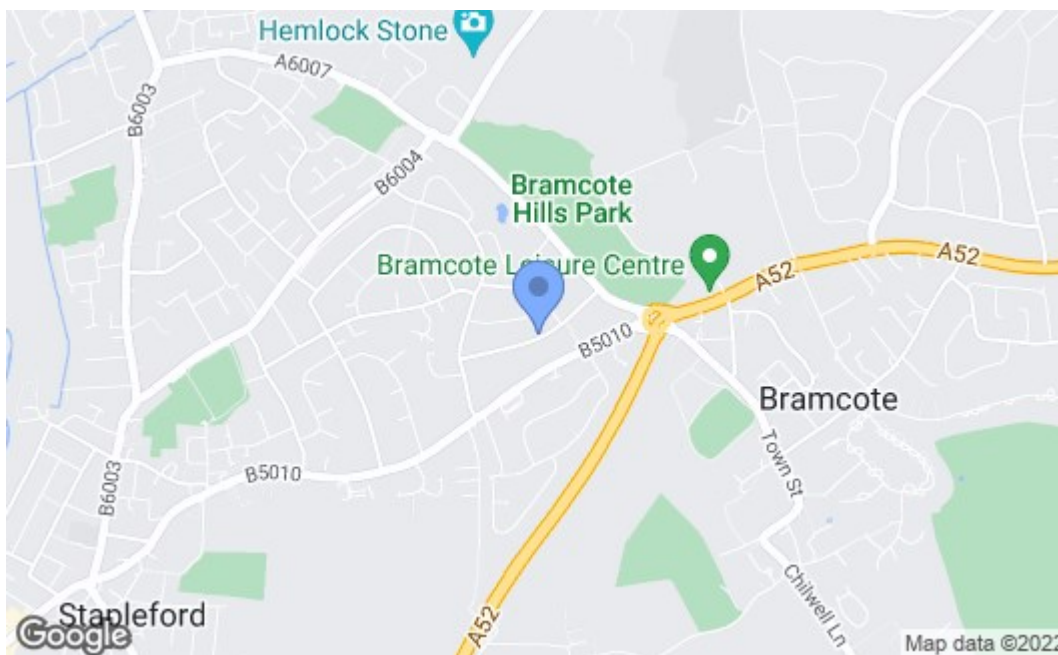 Hemlock Stone
A6007
B6003
B6004
Bramcote
Hills Park
Bramcote Leisure Centre
A52
A52
B5010
Bramcote
Town St
B6003
B5010
Chilwell Ln
Stapleford
A52
Google
Map data ©2022